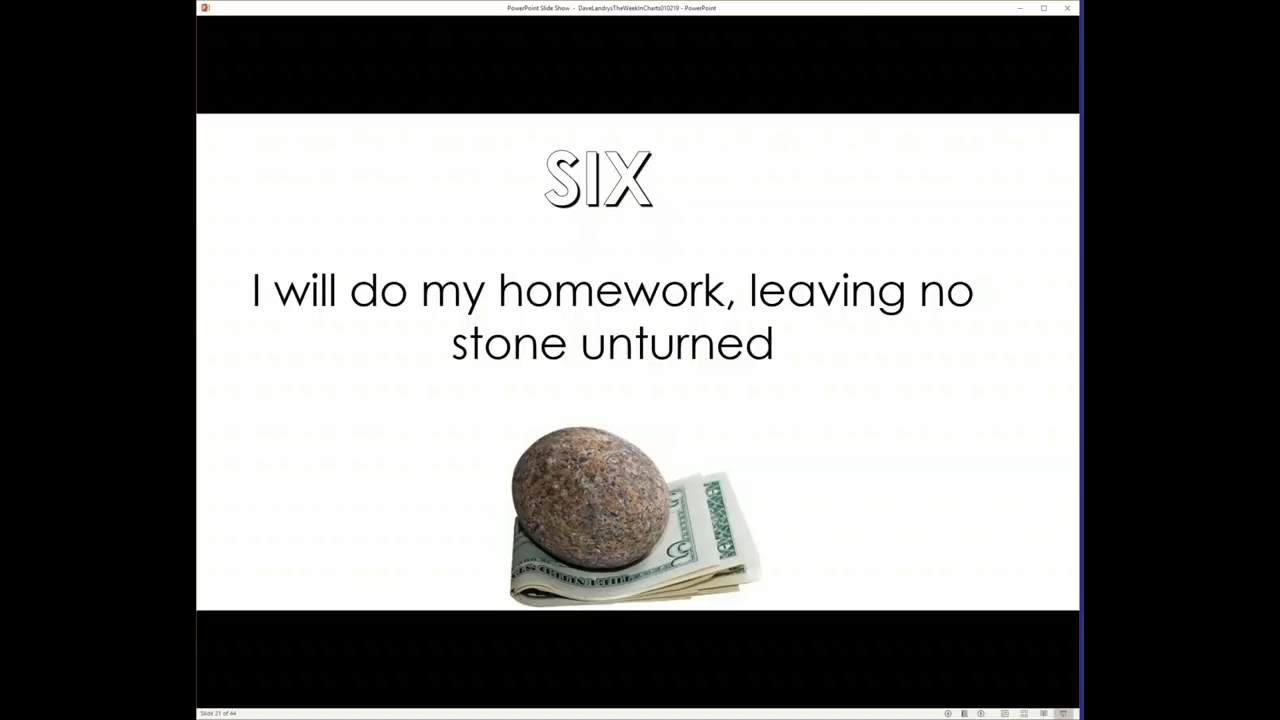 PowerPoint Slide Show - DaveLandrysTheWeekInCharts010219 - PowerPoint
SIX
I will do my homework, leaving no
stone unturned
Slide 21 of 44